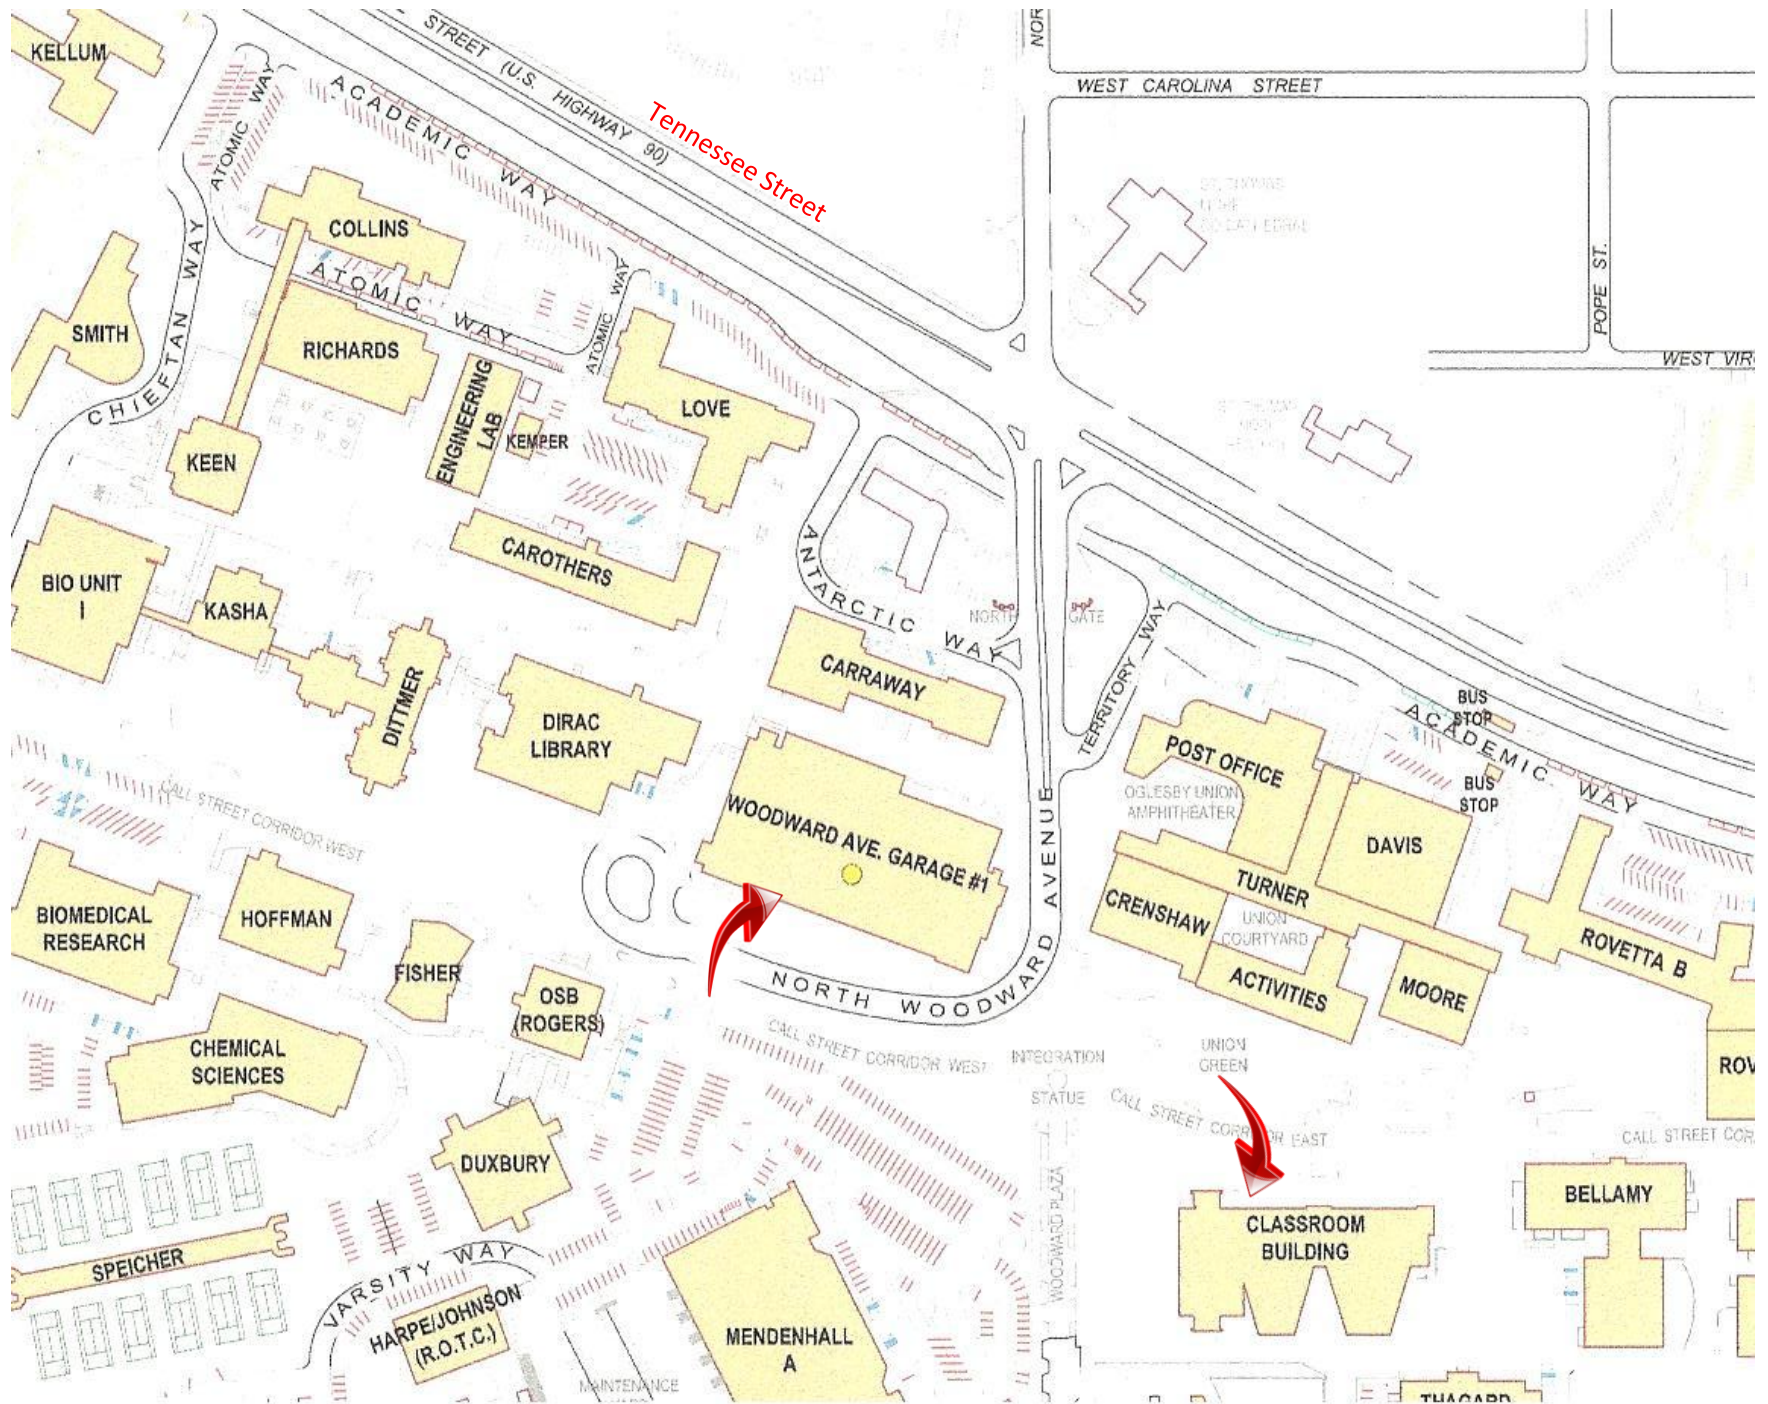 KELLUM
STREET (U.S. HIGHWAY 90)
Tennessee Street
WEST CAROLINA STREET
ACADEMIC WAY
ATOMIC WAY
COLLINS
ATOMIC WAY
ATOMIC WAY
CHIEFTAN WAY
POPE ST.
SMITH
RICHARDS
LOVE
ENGINEERING
LAB
KEMPER
KEEN
CAROTHERS
ANTARCTIC WAY
BIO UNIT
I
KASHA
NORTH
GATE
DITTMER
CARRAWAY
TERRITORY WAY
DIRAC
LIBRARY
BUS
STOP
ACADEMIC WAY
POST OFFICE
BUS
STOP
OGLESBY UNION
AMPHITHEATER
CALL STREET CORRIDOR WEST
WOODWARD AVE. GARAGE #1
DAVIS
TURNER
CRENSHAW
UNION
COURTYARD
BIOMEDICAL
RESEARCH
HOFFMAN
FISHER
OSB
(ROGERS)
NORTH WOODWARD AVENUE
ACTIVITIES
MOORE
ROVETTA B
CHEMICAL
SCIENCES
CALL STREET CORRIDOR WEST
INTEGRATION
STATUE
UNION
GREEN
CALL STREET CORRIDOR EAST
ROV
CALL STREET COR
DUXBURY
WOODWARD PLAZA
BELLAMY
CLASSROOM
BUILDING
SPEICHER
VARSITY WAY
HARPE/JOHNSON
(R.O.T.C.)
MENDENHALL
A
MAINTENANCE
THAGARD